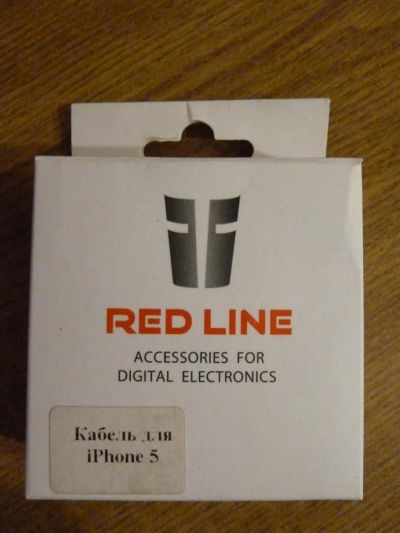 RED LINE
ACCESSORIES FOR
DIGITAL ELECTRONICS
Кабель для
iPhone 5